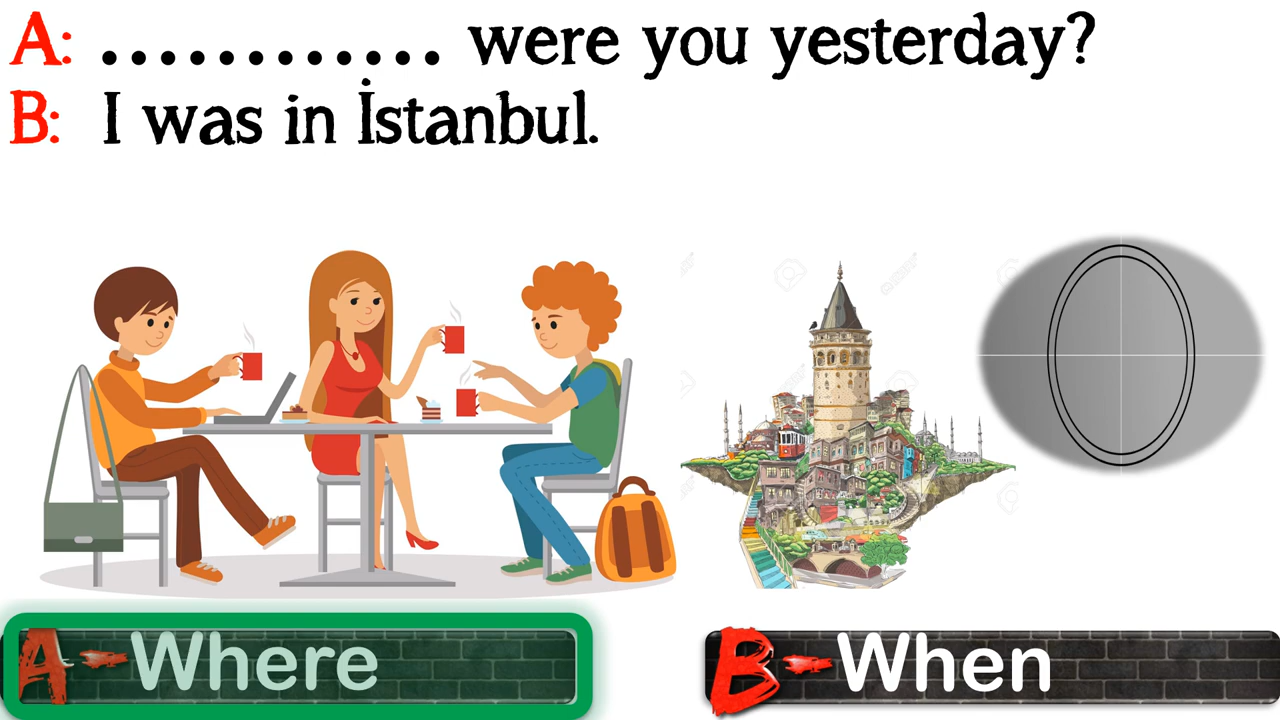 A: ............ were you yesterday?
B: I was in İstanbul.
A- Where
B- When